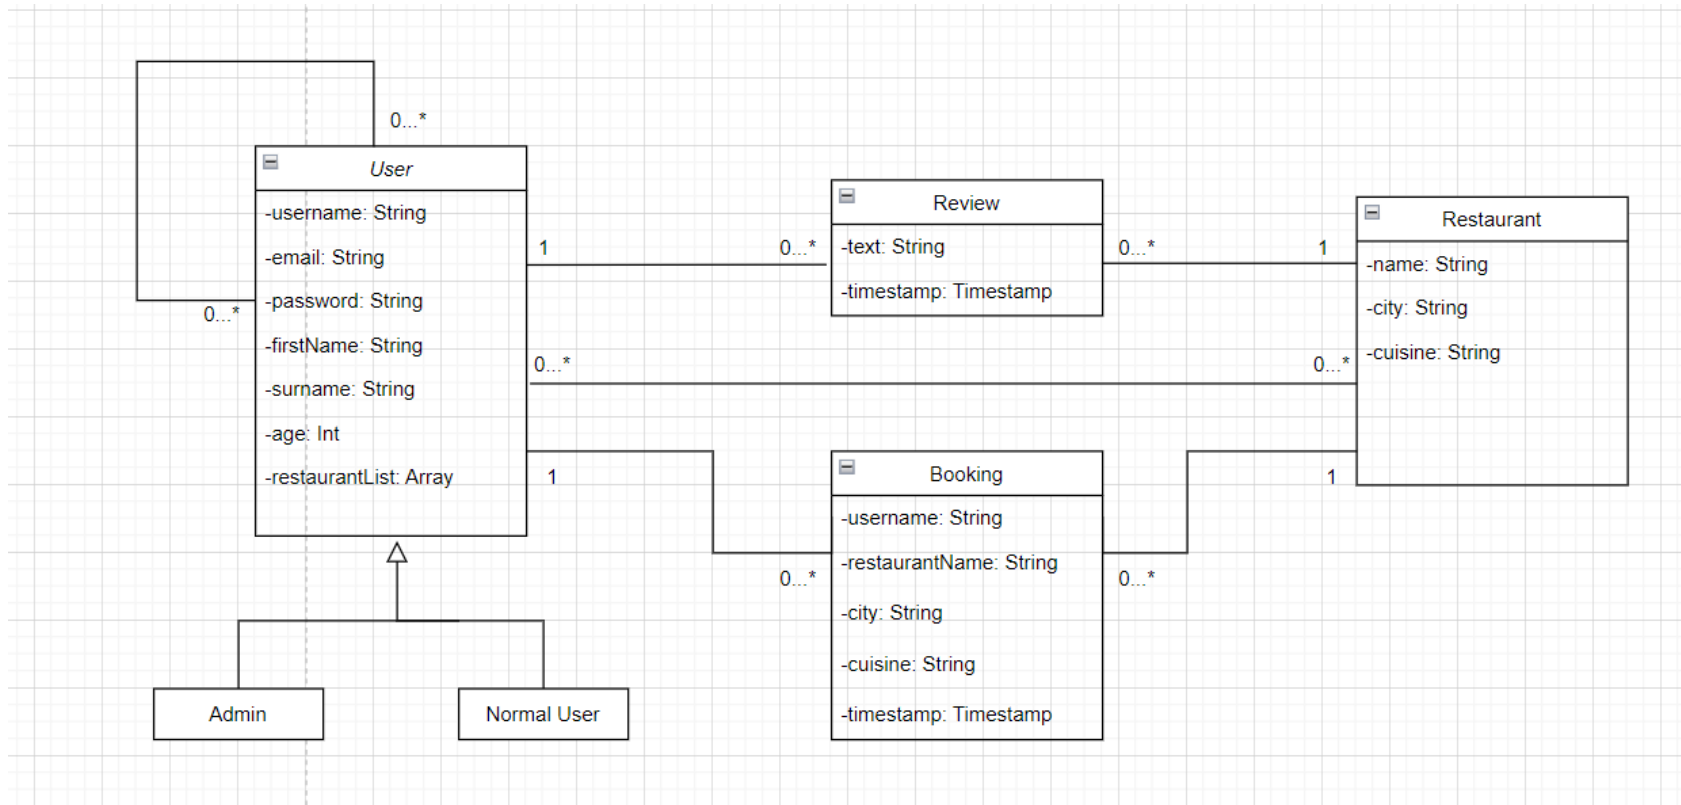 0...*
User
-username: String
-email: String
-password: String
-firstName: String
-surname: String
-age: Int
-restaurantList: Array
0...*
1
0...*
Review
-text: String
-timestamp: Timestamp
0...*
1
Restaurant
-name: String
-city: String
-cuisine: String
0...*
0...*
1
0...*
Booking
-username: String
-restaurantName: String
-city: String
-cuisine: String
-timestamp: Timestamp
0...*
1
Admin
Normal User